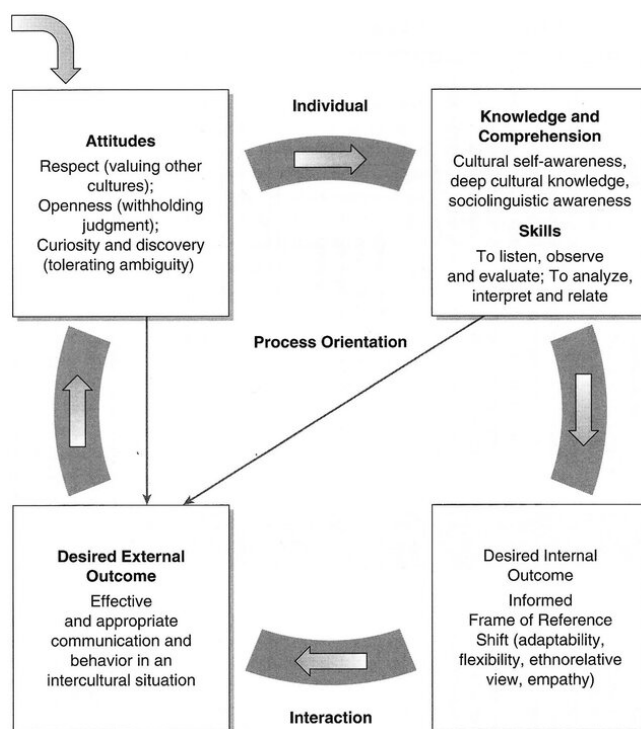 Individual
Attitudes
Respect (valuing other
cultures);
Openness (withholding
judgment);
Curiosity and discovery
(tolerating ambiguity)
Knowledge and
Comprehension
Cultural self-awareness,
deep cultural knowledge,
sociolinguistic awareness
Skills
To listen, observe
and evaluate; To analyze,
interpret and relate
Process Orientation
Desired External
Outcome
Effective
and appropriate
communication and
behavior in an
intercultural situation
Desired Internal
Outcome
Informed
Frame of Reference
Shift (adaptability,
flexibility, ethnorelative
view, empathy)
Interaction